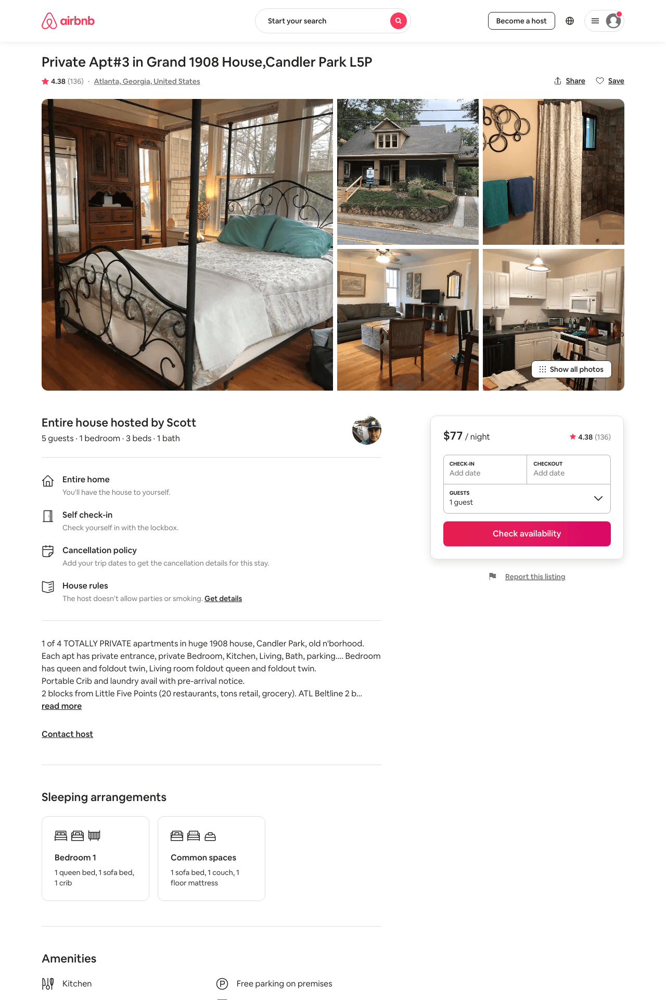 airbnb
Start your search
Become a host
Private Apt#3 in Grand 1908 House,Candler Park L5P
4.38 (136) · Atlanta, Georgia, United States
Share
Save
Show all photos
Entire house hosted by Scott
5 guests · 1 bedroom · 3 beds · 1 bath
$77 / night
4.38 (136)
CHECK-IN
Add date
CHECKOUT
Add date
GUESTS
1 guest
Check availability
Report this listing
Entire home
You’ll have the house to yourself.
Self check-in
Check yourself in with the lockbox.
Cancellation policy
Add your trip dates to get the cancellation details for this stay.
House rules
The host doesn’t allow parties or smoking. Get details
1 of 4 TOTALLY PRIVATE apartments in huge 1908 house, Candler Park, old n'borhood.
Each apt has private entrance, private Bedroom, Kitchen, Living, Bath, parking.... Bedroom
has queen and foldout twin, Living room foldout queen and foldout twin.
Portable Crib and laundry avail with pre-arrival notice.
2 blocks from Little Five Points (20 restaurants, tons retail, grocery). ATL Beltline 2 b…
read more
Contact host
Sleeping arrangements
Bedroom 1
1 queen bed, 1 sofa bed,
1 crib
Common spaces
1 sofa bed, 1 couch, 1
floor mattress
Amenities
Kitchen
Free parking on premises